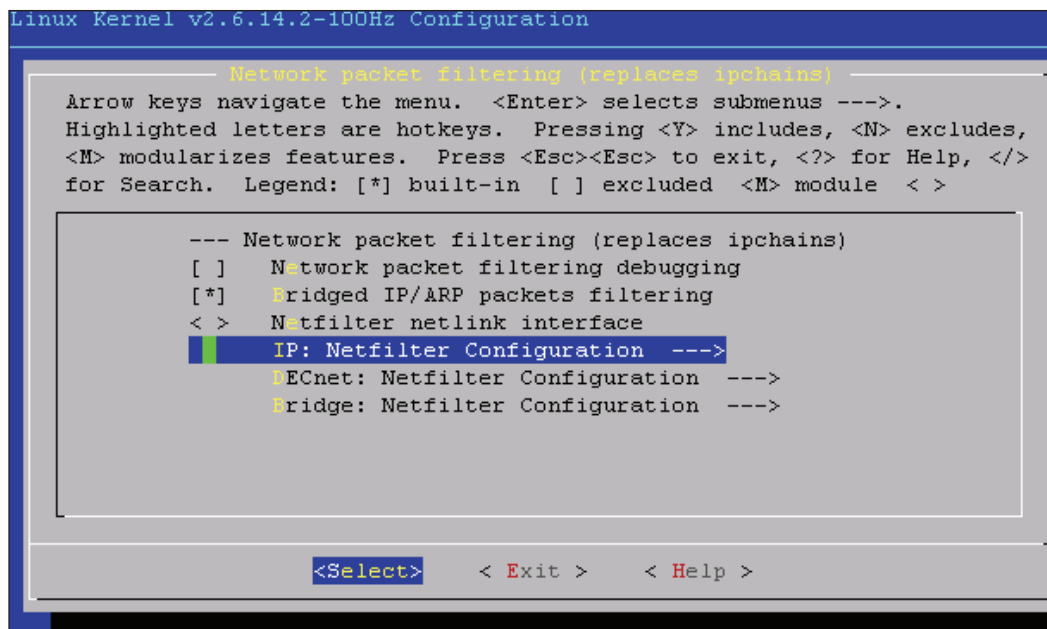 Linux Kernel v2.6.14.2-100Hz Configuration
Network packet filtering (replaces ipchains)
Arrow keys navigate the menu.  <Enter> selects submenus --->.
Highlighted letters are hotkeys.  Pressing <Y> includes, <N> excludes,
<M> modularizes features.  Press <Esc><Esc> to exit, <?> for Help, </>
for Search.  Legend: [*] built-in  [ ] excluded  <M> module  < >
--- Network packet filtering (replaces ipchains)
[ ]   Network packet filtering debugging
[*]   Bridged IP/ARP packets filtering
< >   Netfilter netlink interface
IP: Netfilter Configuration  --->
DECnet: Netfilter Configuration  --->
Bridge: Netfilter Configuration  --->
<Select>    < Exit >    < Help >